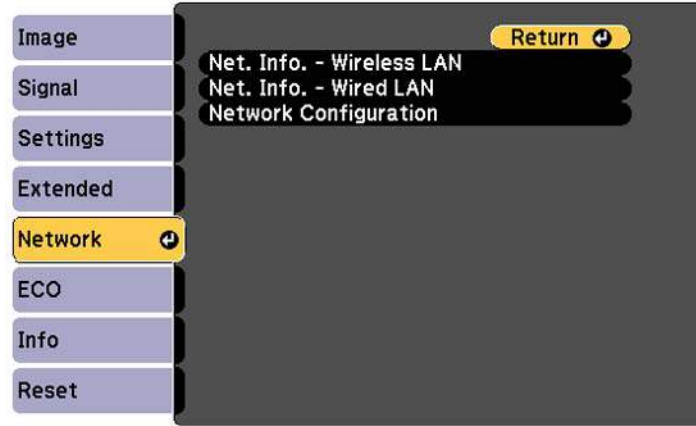 Image
Signal
Settings
Extended
Network
ECO
Info
Reset
Return
Net. Info. - Wireless LAN
Net. Info. - Wired LAN
Network Configuration